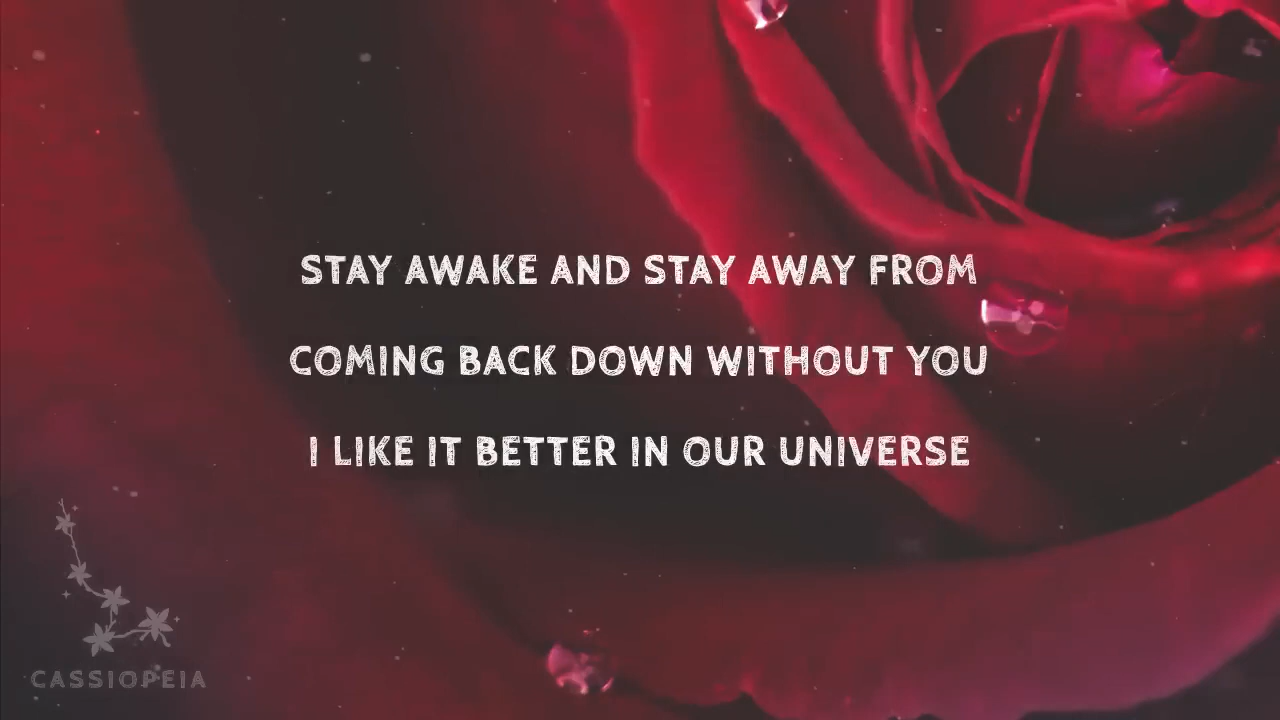 STAY AWAKE AND STAY AWAY FROM
COMING BACK DOWN WITHOUT YOU
I LIKE IT BETTER IN OUR UNIVERSE
CASSIOPEIA